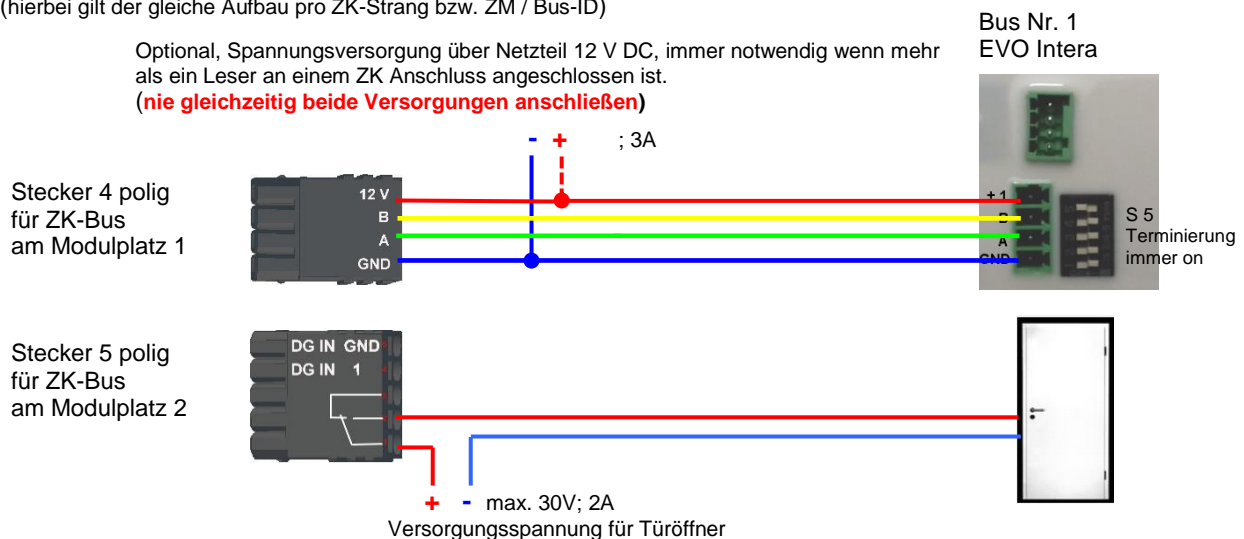 (hierbei gilt der gleiche Aufbau pro ZK-Strang bzw. ZM / Bus-ID)
Optional, Spannungsversorgung über Netzteil 12 V DC, immer notwendig wenn mehr
als ein Leser an einem ZK Anschluss angeschlossen ist.
(nie gleichzeitig beide Versorgungen anschließen)
Bus Nr. 1
EVO Intera
- + ; 3A
Stecker 4 polig
für ZK-Bus
am Modulplatz 1
12 V
B
A
GND
+ 1
B
A
GND
S 5
Terminierung
immer on
Stecker 5 polig
für ZK-Bus
am Modulplatz 2
DG IN GND
DG IN 1
+ - max. 30V; 2A
Versorgungsspannung für Türöffner